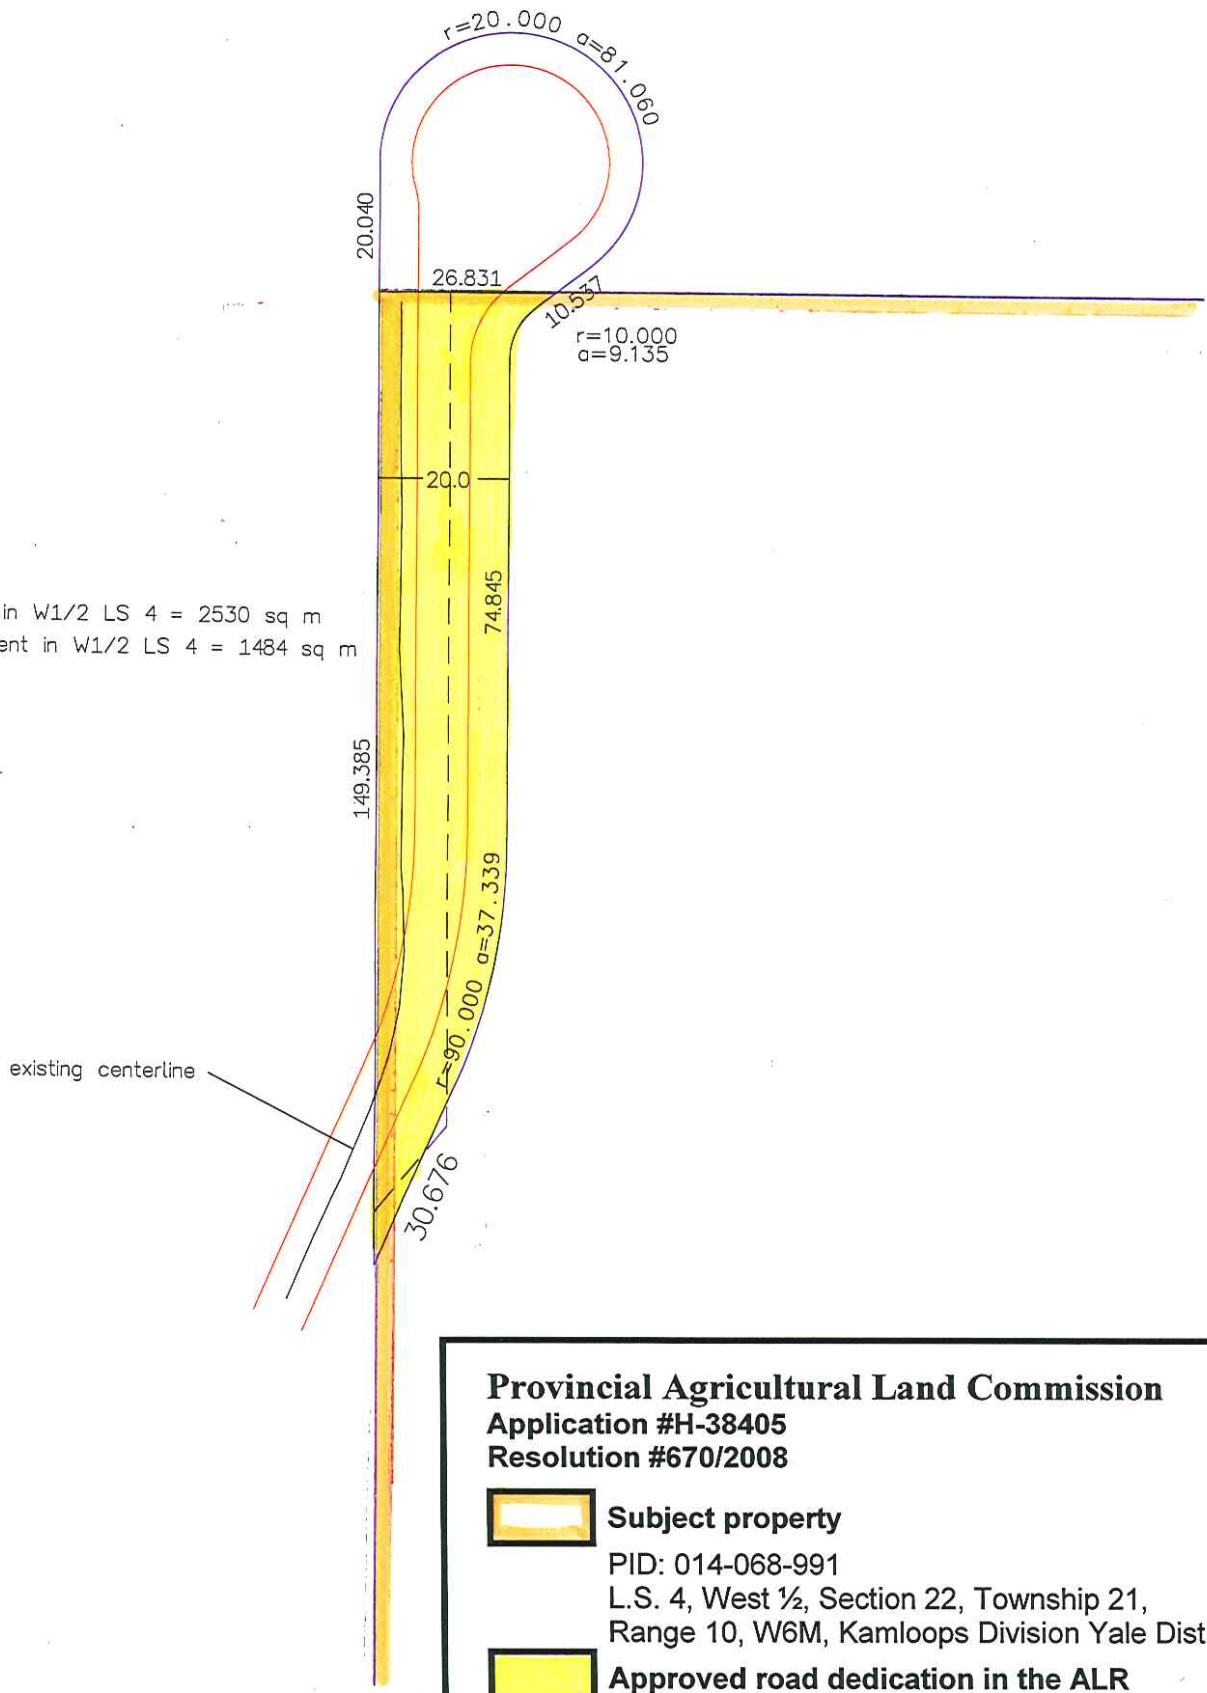 r=20.000 a=81.060
20.040
26.831
10.537
r=10.000
a=9.135
20.0
74.845
in W1/2 LS 4 = 2530 sq m
ent in W1/2 LS 4 = 1484 sq m
149.385
r=90.000 a=37.339
existing centerline
30.676
Provincial Agricultural Land Commission
Application #H-38405
Resolution #670/2008
Subject property
PID: 014-068-991
L.S. 4, West ½, Section 22, Township 21,
Range 10, W6M, Kamloops Division Yale Dist
Approved road dedication in the ALR